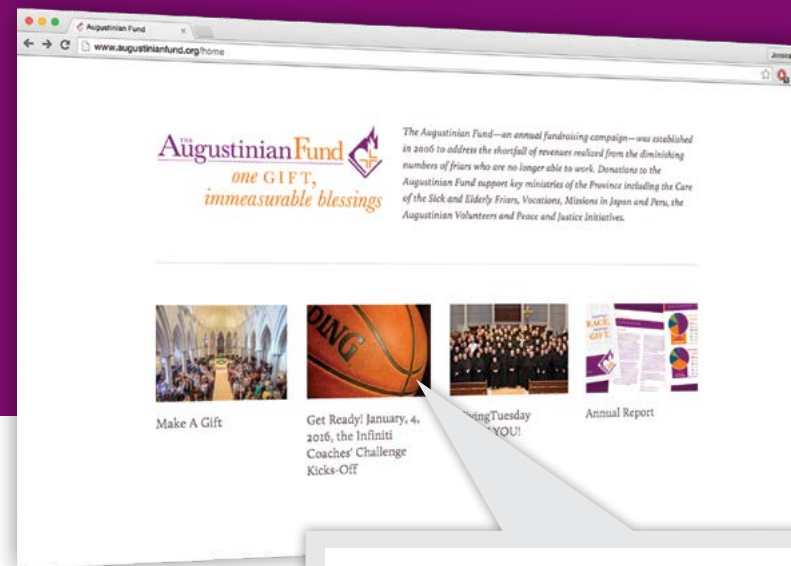 Augustinian Fund
www.augustinianfund.org/home
THE
Augustinian Fund
one GIFT,
immeasurable blessings
The Augustinian Fund—an annual fundraising campaign—was established
in 2006 to address the shortfall of revenues realized from the diminishing
numbers of friars who are no longer able to work. Donations to the
Augustinian Fund support key ministries of the Province including the Care
of the Sick and Elderly Friars, Vocations, Missions in Japan and Peru, the
Augustinian Volunteers and Peace and Justice Initiatives.
DING
RACE,
GIFT
Make A Gift
Get Ready! January, 4,
2016, the Infiniti
Coaches' Challenge
Kicks-Off
YOU!
Annual Report